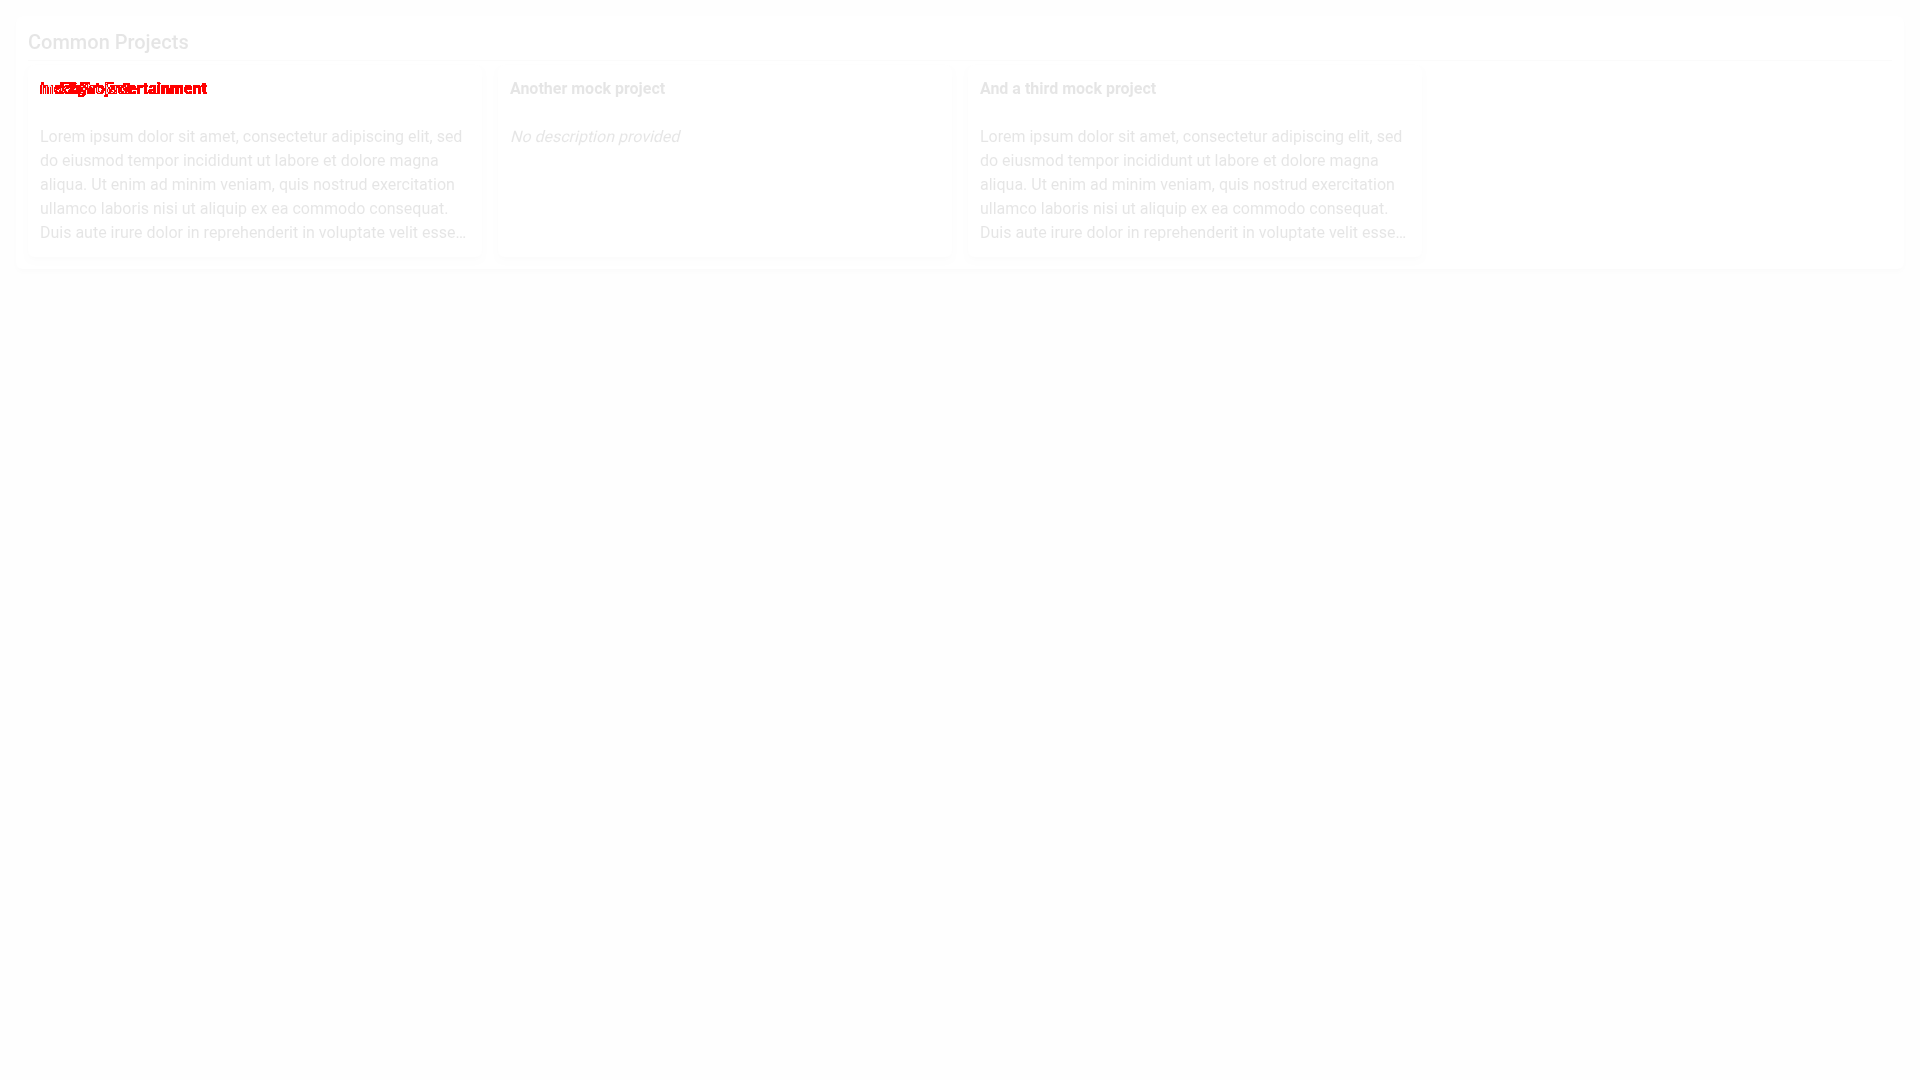 Common Projects
Another mock project
And a third mock project
Lorem ipsum dolor sit amet, consectetur adipiscing elit, sed
do eiusmod tempor incididunt ut labore et dolore magna
aliqua. Ut enim ad minim veniam, quis nostrud exercitation
ullamco laboris nisi ut aliquip ex ea commodo consequat.
Duis aute irure dolor in reprehenderit in voluptate velit esse...
No description provided
Lorem ipsum dolor sit amet, consectetur adipiscing elit, sed
do eiusmod tempor incididunt ut labore et dolore magna
aliqua. Ut enim ad minim veniam, quis nostrud exercitation
ullamco laboris nisi ut aliquip ex ea commodo consequat.
Duis aute irure dolor in reprehenderit in voluptate velit esse...